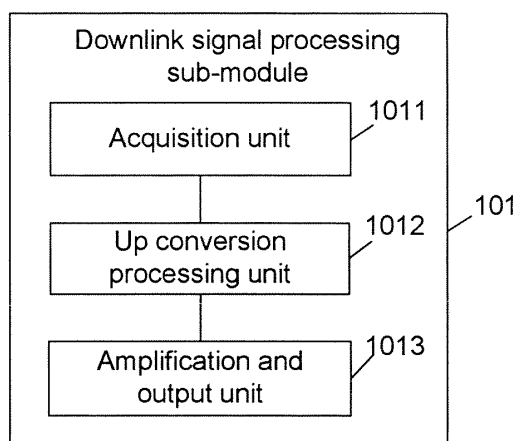 Downlink signal processing
sub-module
1011
Acquisition unit
1012
Up conversion
processing unit
101
1013
Amplification and
output unit